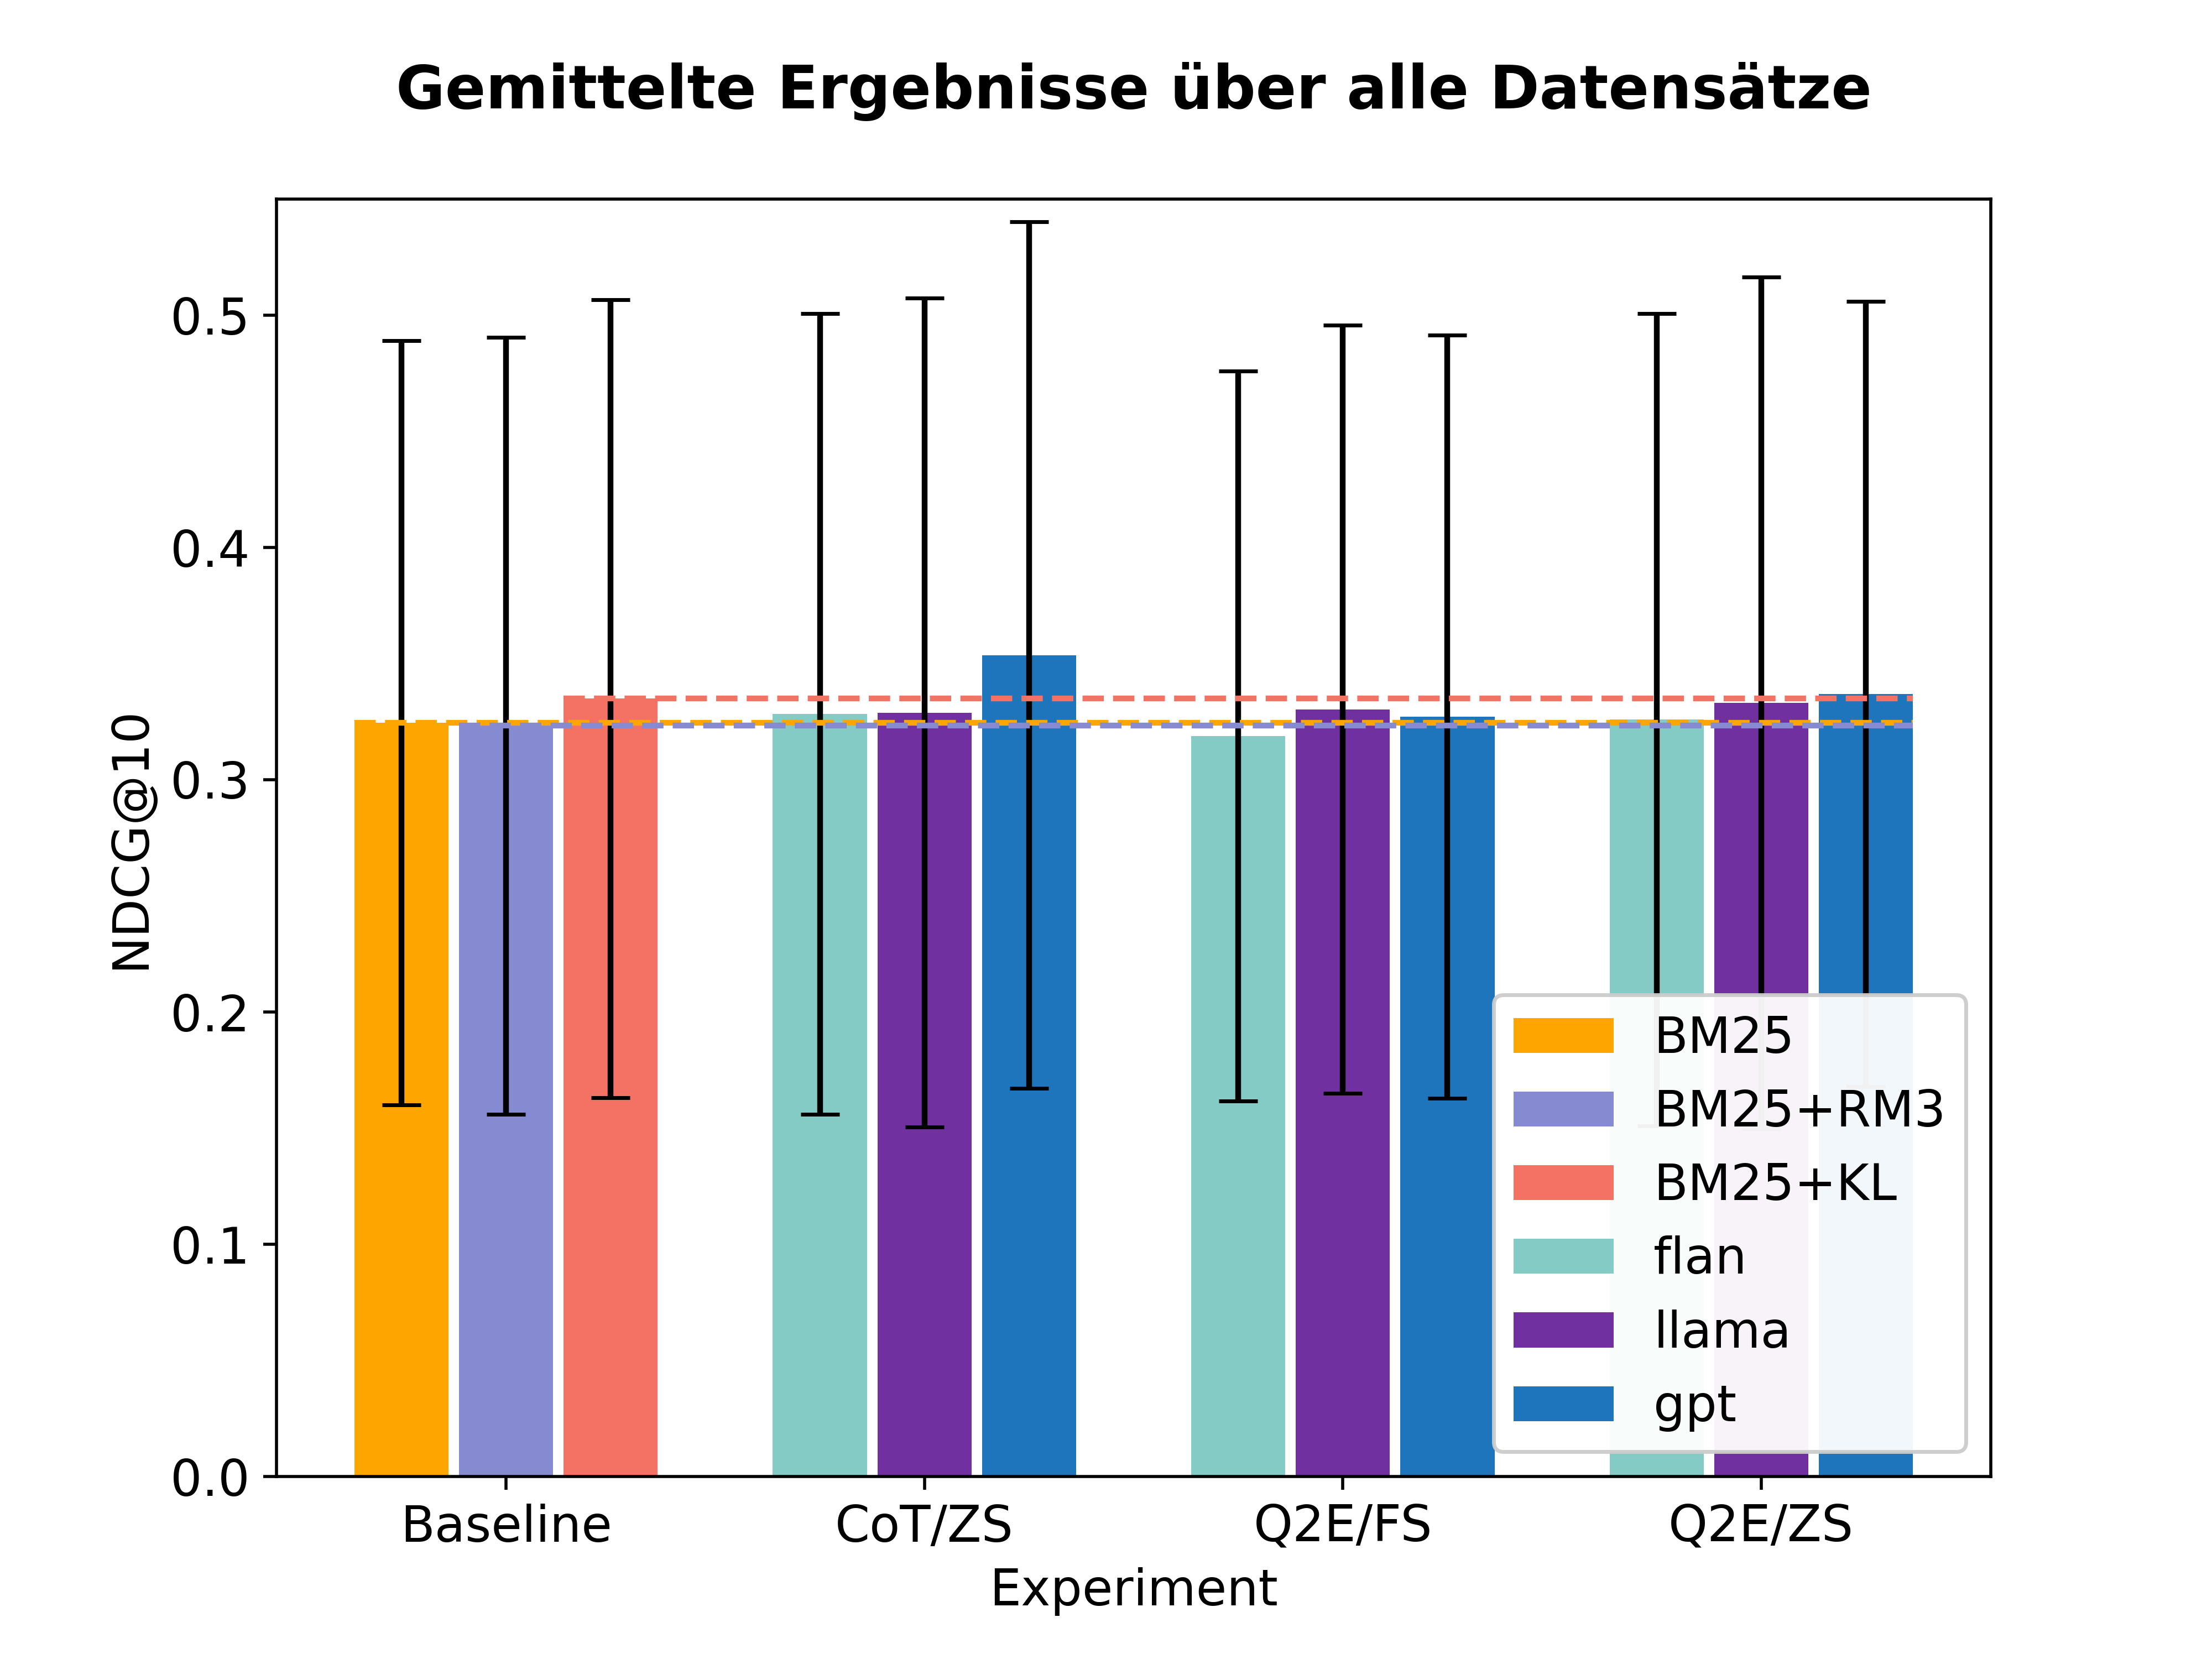 Gemittelte Ergebnisse über alle Datensätze
NDCG@10
0.5
0.4
0.3
0.2
0.1
0.0
BM25
BM25+RM3
BM25+KL
flan
llama
gpt
Baseline
CoT/ZS
Q2E/FS
Q2E/ZS
Experiment